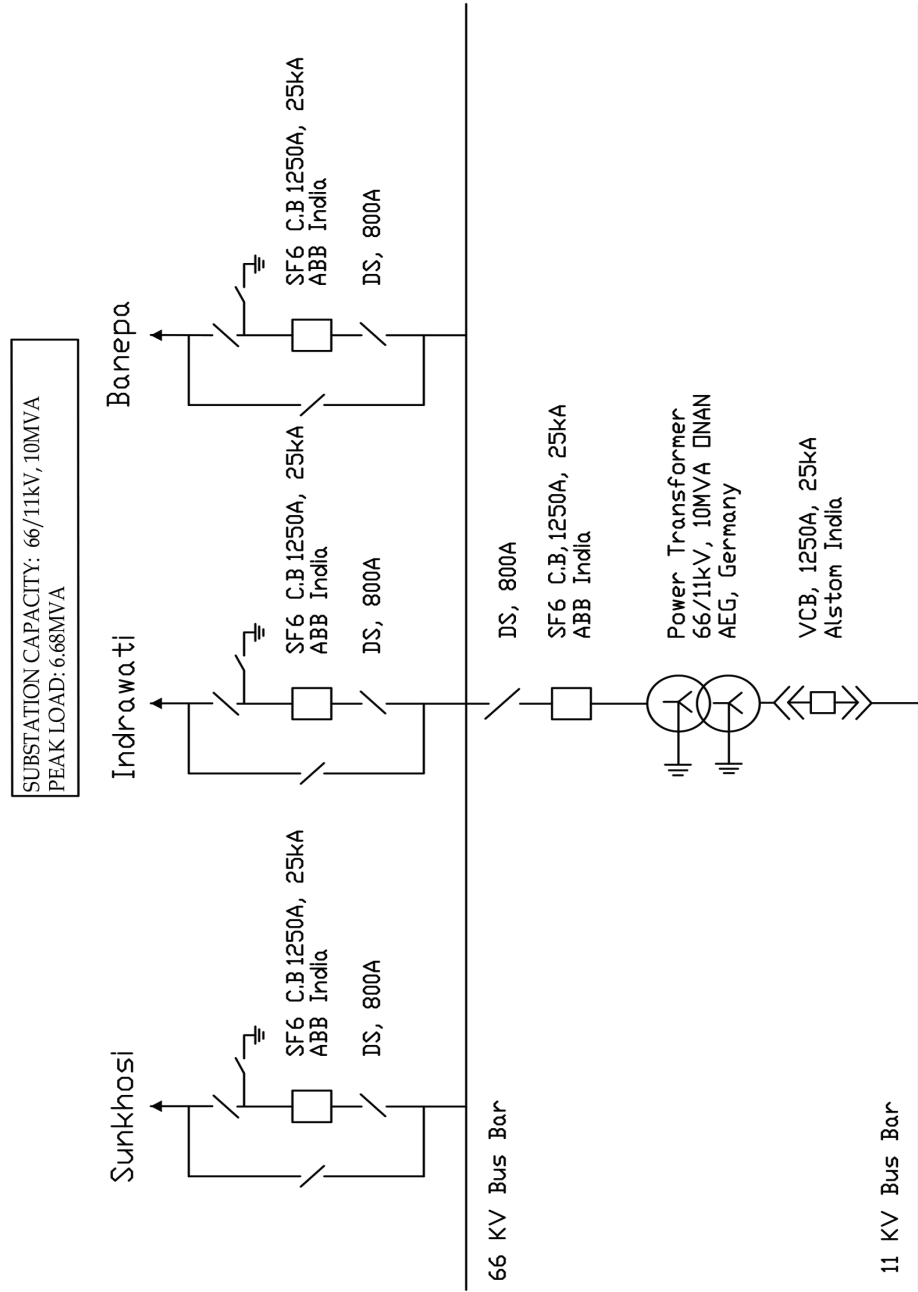 SUBSTATION CAPACITY: 66/11kV, 10MVA
PEAK LOAD: 6.68MVA
Sunkhosi
Indrawati
Banepa
SF6 C.B 1250A, 25kA
ABB India
DS, 800A
SF6 C.B 1250A, 25kA
ABB India
DS, 800A
SF6 C.B 1250A, 25kA
ABB India
DS, 800A
66 KV Bus Bar
DS, 800A
SF6 C.B, 1250A, 25kA
ABB India
Power Transformer
66/11kV, 10MVA ONAN
AEG, Germany
VCB, 1250A, 25kA
Alstom India
11 KV Bus Bar